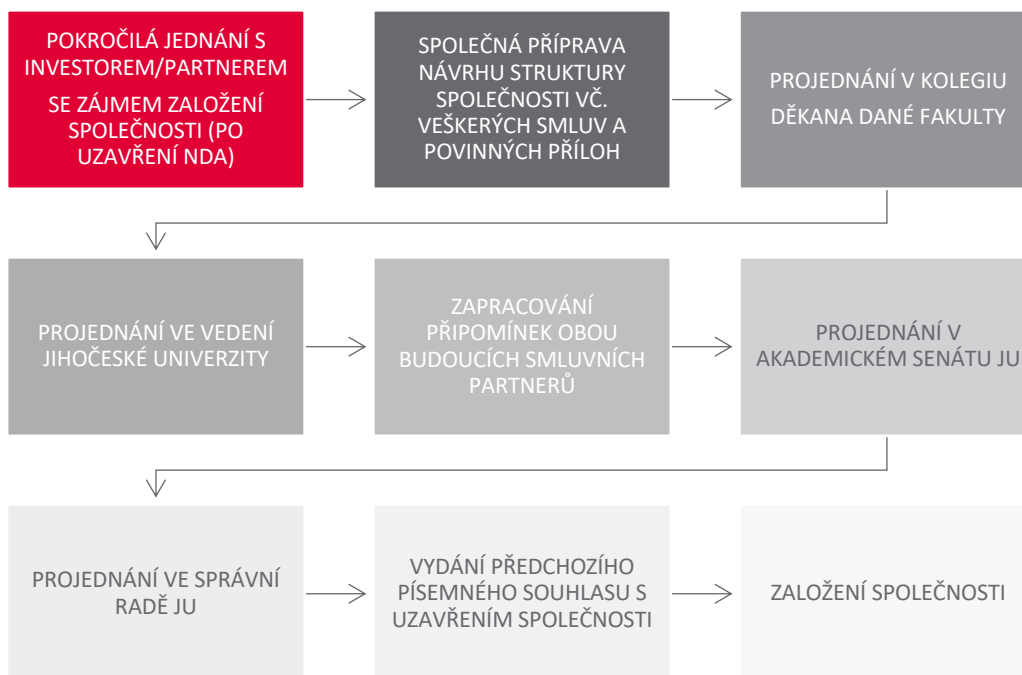 POKROČILÁ JEDNÁNÍ S
INVESTOREM/PARTNEREM
SE ZÁJMEM ZALOŽENÍ
SPOLEČNOSTI (PO
UZAVŘENÍ NDA)
SPOLEČNÁ PŘÍPRAVA
NÁVRHU STRUKTURY
SPOLEČNOSTI VČ.
VEŠKERÝCH SMLUV A
POVINNÝCH PŘÍLOH
PROJEDNÁNÍ V KOLEGIU
DĚKANA DANÉ FAKULTY
PROJEDNÁNÍ VE VEDENÍ
JIHOČESKÉ UNIVERZITY
ZAPRACOVÁNÍ
PŘIPOMÍNEK OBOU
BUDOUCÍCH SMLUVNÍCH
PARTNERŮ
PROJEDNÁNÍ V
AKADEMICKÉM SENÁTU JU
PROJEDNÁNÍ VE SPRÁVNÍ
RADĚ JU
VYDÁNÍ PŘEDCHOZÍHO
PÍSEMNÉHO SOUHLASU S
UZAVŘENÍM SPOLEČNOSTI
ZALOŽENÍ SPOLEČNOSTI